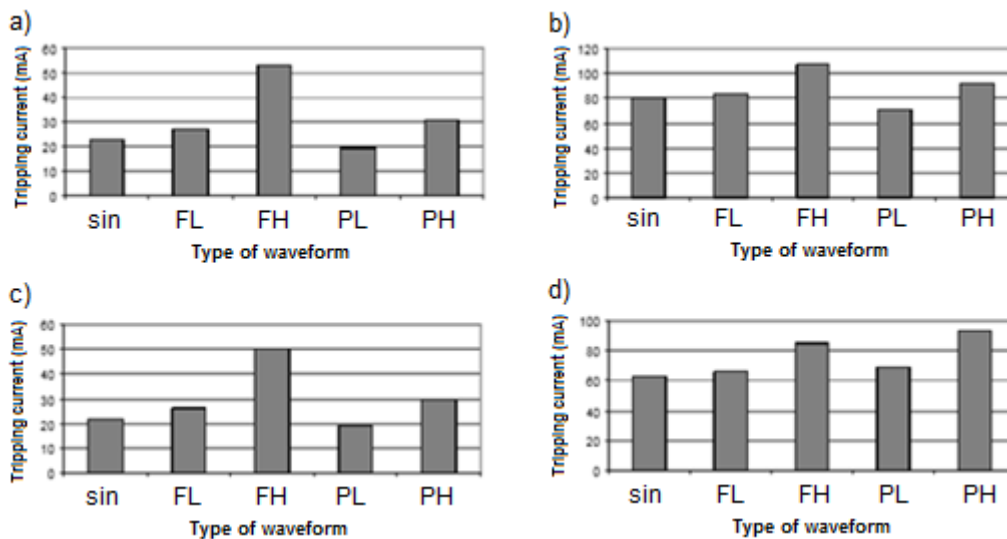 a)
Tripping current (mA)
60
50
40
30
20
10
0
sin FL FH PL PH
Type of waveform
b)
Tripping current (mA)
120
100
80
60
40
20
0
sin FL FH PL PH
Type of waveform
c)
Tripping current (mA)
60
50
40
30
20
10
0
sin FL FH PL PH
Type of waveform
d)
Tripping current (mA)
100
80
60
40
20
0
sin FL FH PL PH
Type of waveform